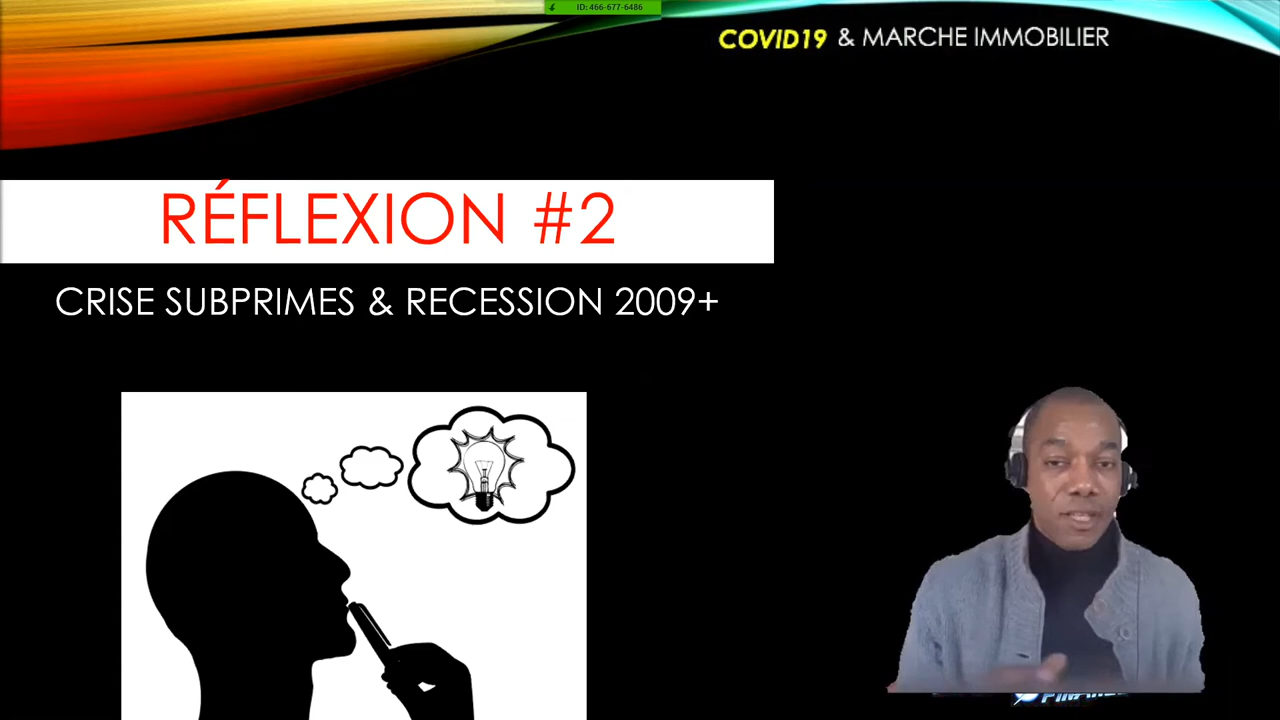 ID: 466-677-6486
COVID19 & MARCHE IMMOBILIER
RÉFLEXION #2
CRISE SUBPRIMES & RECESSION 2009+